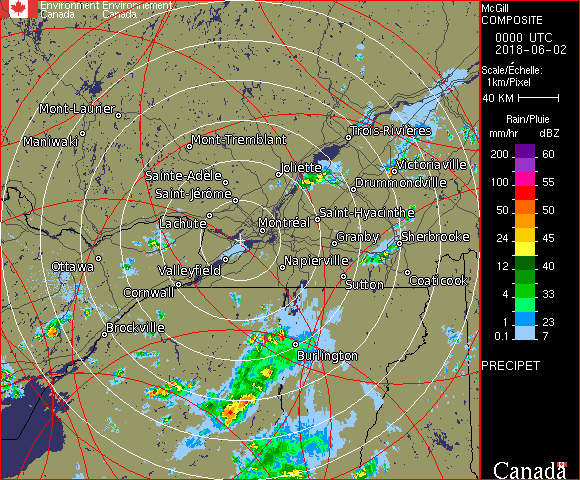 Environment Environnement
Canada Canada
McGill
COMPOSITE
0000 UTC
2018-06-02
Scale/Échelle:
1km/Pixel
40 KM
Rain/Pluie
mm/hr dBZ
200 60
100 55
50 50
24 45
12 40
4 33
1 23
0.1 7
PRECIPET
Canada
Mont-Laurier
Maniwaki
Mont-Tremblant
Trois-Rivières
Sainte-Adèle
Joliette
Victoriaville
Saint-Jérôme
Drummondville
Lachute
Montréal
Saint-Hyacinthe
Granby
Sherbrooke
Ottawa
Valleyfield
Napierville
Cornwall
Sutton
Coaticook
Brockville
Burlington